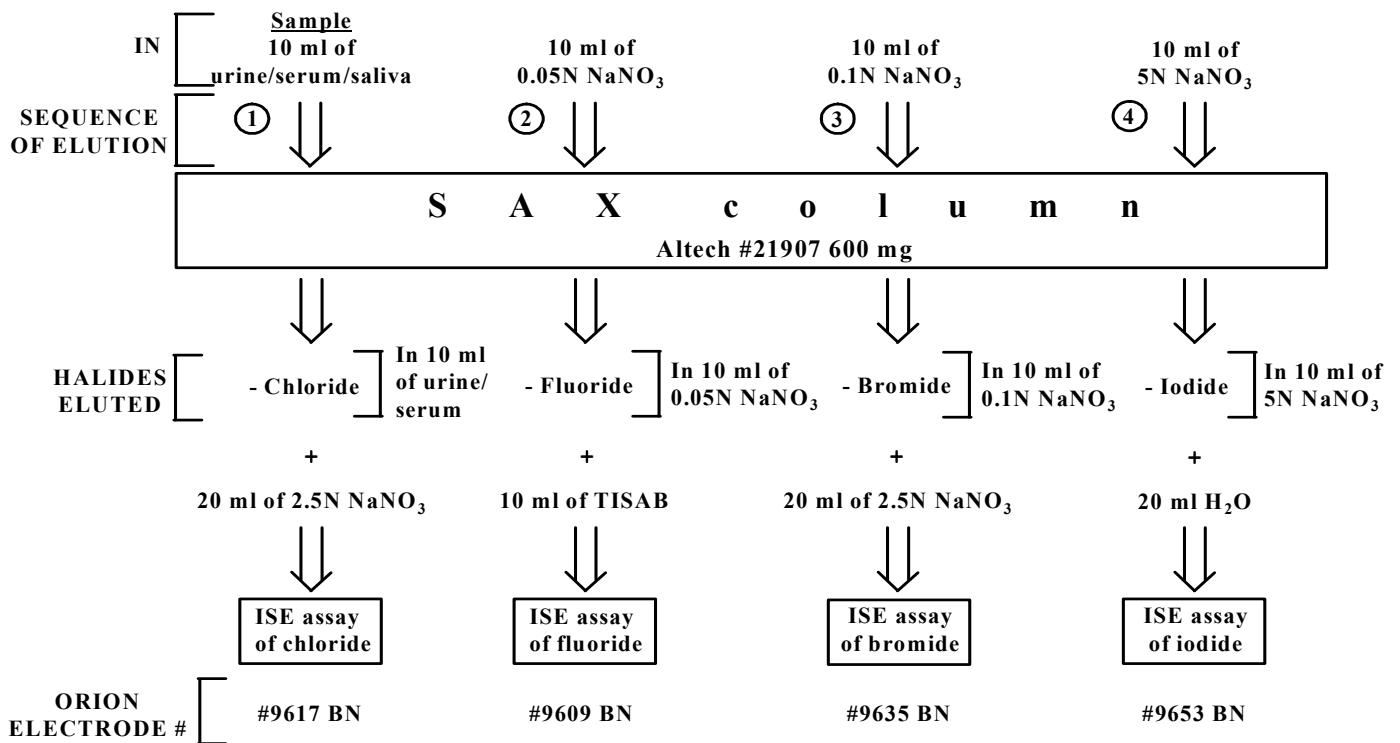 IN
Sample
10 ml of
urine/serum/saliva
10 ml of
0.05N NaNO₃
10 ml of
0.1N NaNO₃
10 ml of
5N NaNO₃
SEQUENCE
OF ELUTION
1
2
3
4
S A X c o l u m n
Altech #21907 600 mg
HALIDES
ELUTED
- Chloride
In 10 ml
of urine/
serum
- Fluoride
In 10 ml of
0.05N NaNO₃
- Bromide
In 10 ml of
0.1N NaNO₃
- Iodide
In 10 ml of
5N NaNO₃
+
+
+
+
20 ml of 2.5N NaNO₃
10 ml of TISAB
20 ml of 2.5N NaNO₃
20 ml H₂O
ISE assay
of chloride
ISE assay
of fluoride
ISE assay
of bromide
ISE assay
of iodide
ORION
ELECTRODE #
#9617 BN
#9609 BN
#9635 BN
#9653 BN